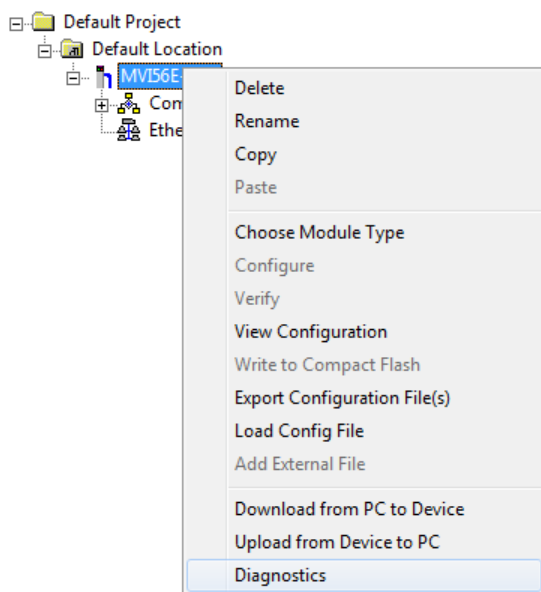 Default Project
Default Location
MVI56E-
Com
Ethe
Delete
Rename
Copy
Paste
Choose Module Type
Configure
Verify
View Configuration
Write to Compact Flash
Export Configuration File(s)
Load Config File
Add External File
Download from PC to Device
Upload from Device to PC
Diagnostics